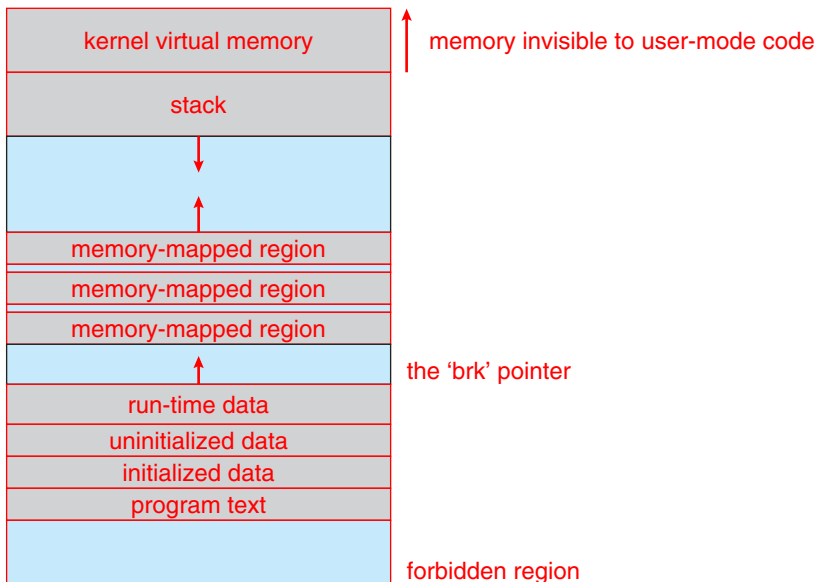 kernel virtual memory
memory invisible to user-mode code
stack
memory-mapped region
memory-mapped region
memory-mapped region
the ‘brk’ pointer
run-time data
uninitialized data
initialized data
program text
forbidden region